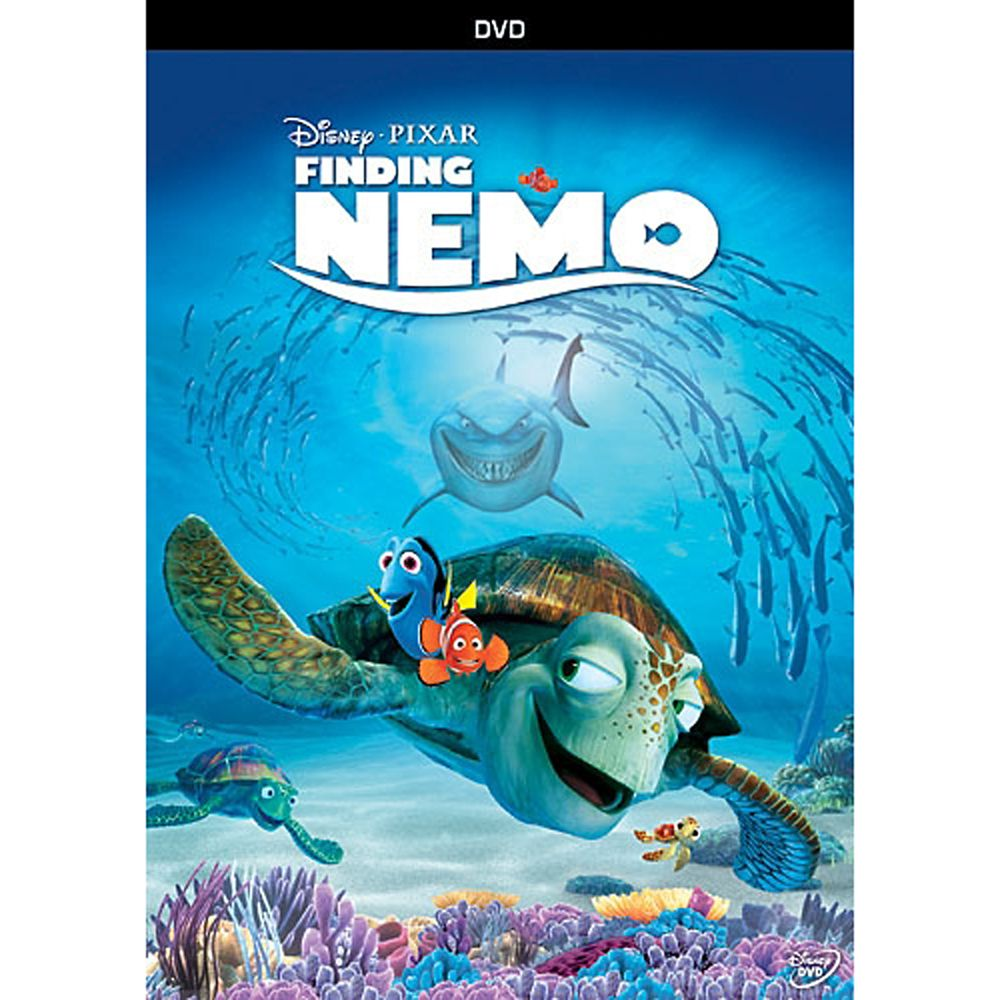 DVD
Disney · PIXAR
FINDING
NEMO
Disney
DVD